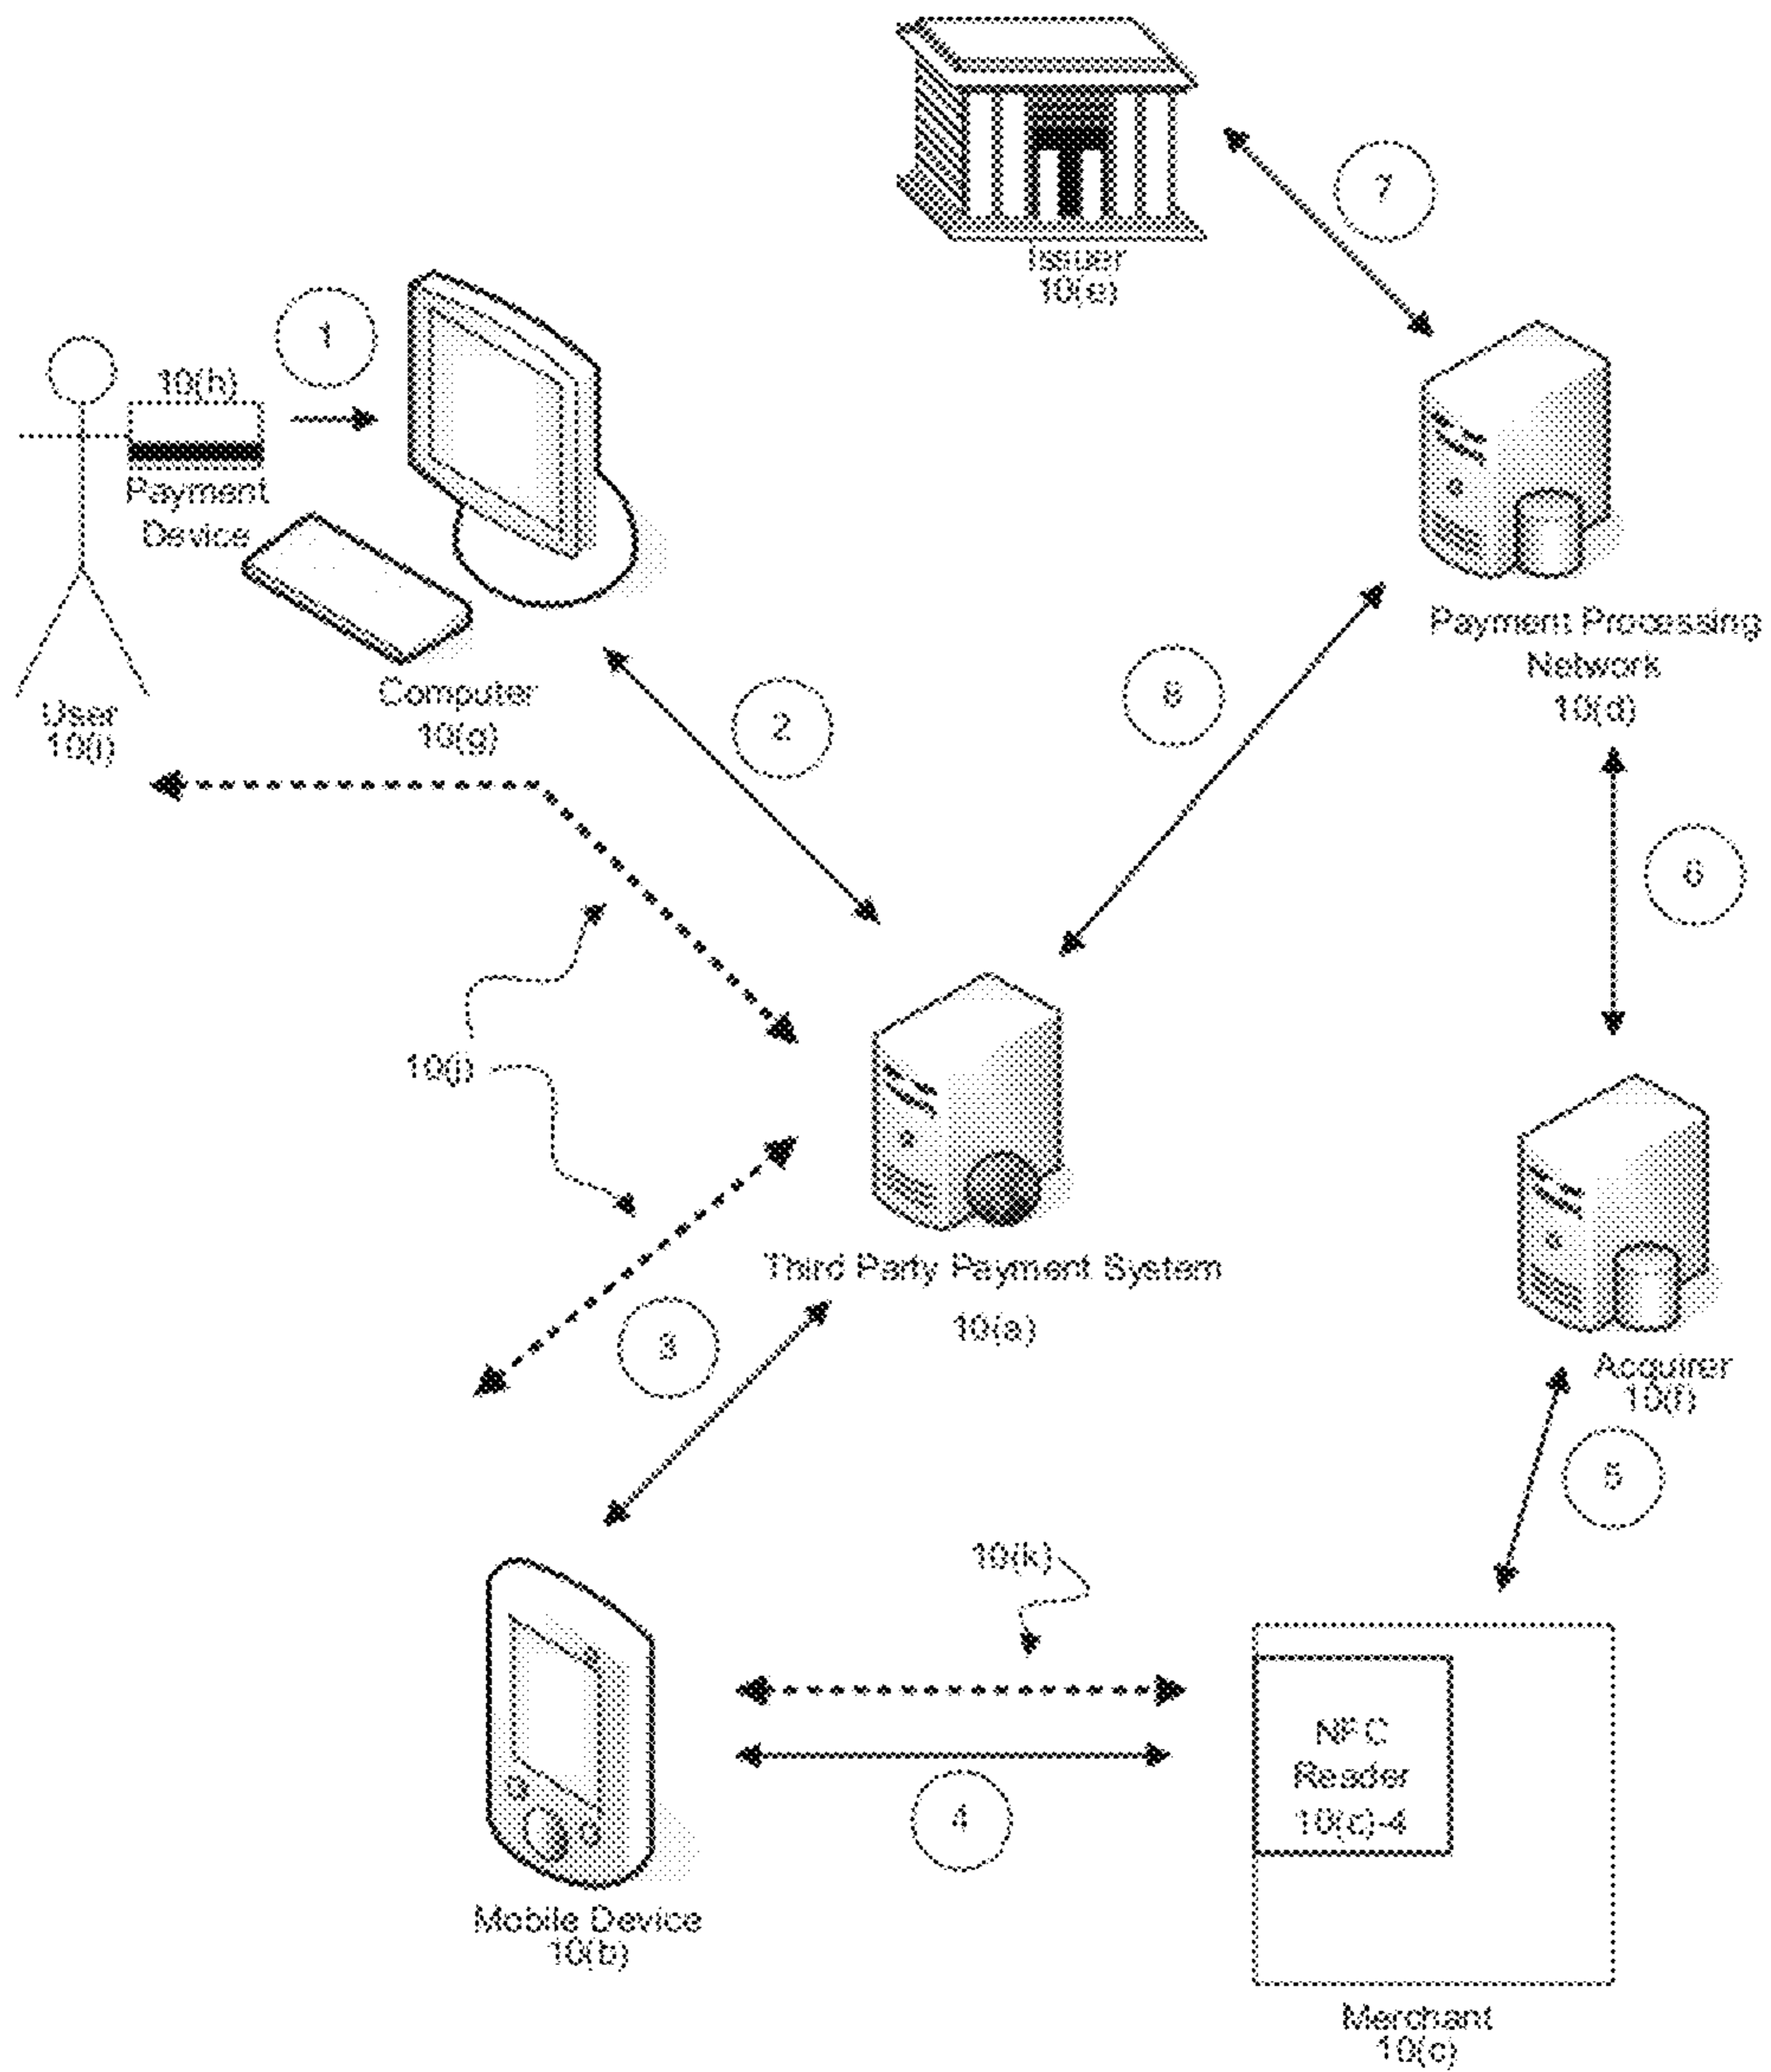 Issuer
10(e)
7
1
10(h)
Payment
Device
User
10(i)
Computer
10(g)
2
8
Payment Processing
Network
10(d)
6
10(j)
Third Party Payment System
10(a)
3
Acquirer
10(f)
5
10(k)
4
NFC
Reader
10(c)-4
Mobile Device
10(b)
Merchant
10(c)